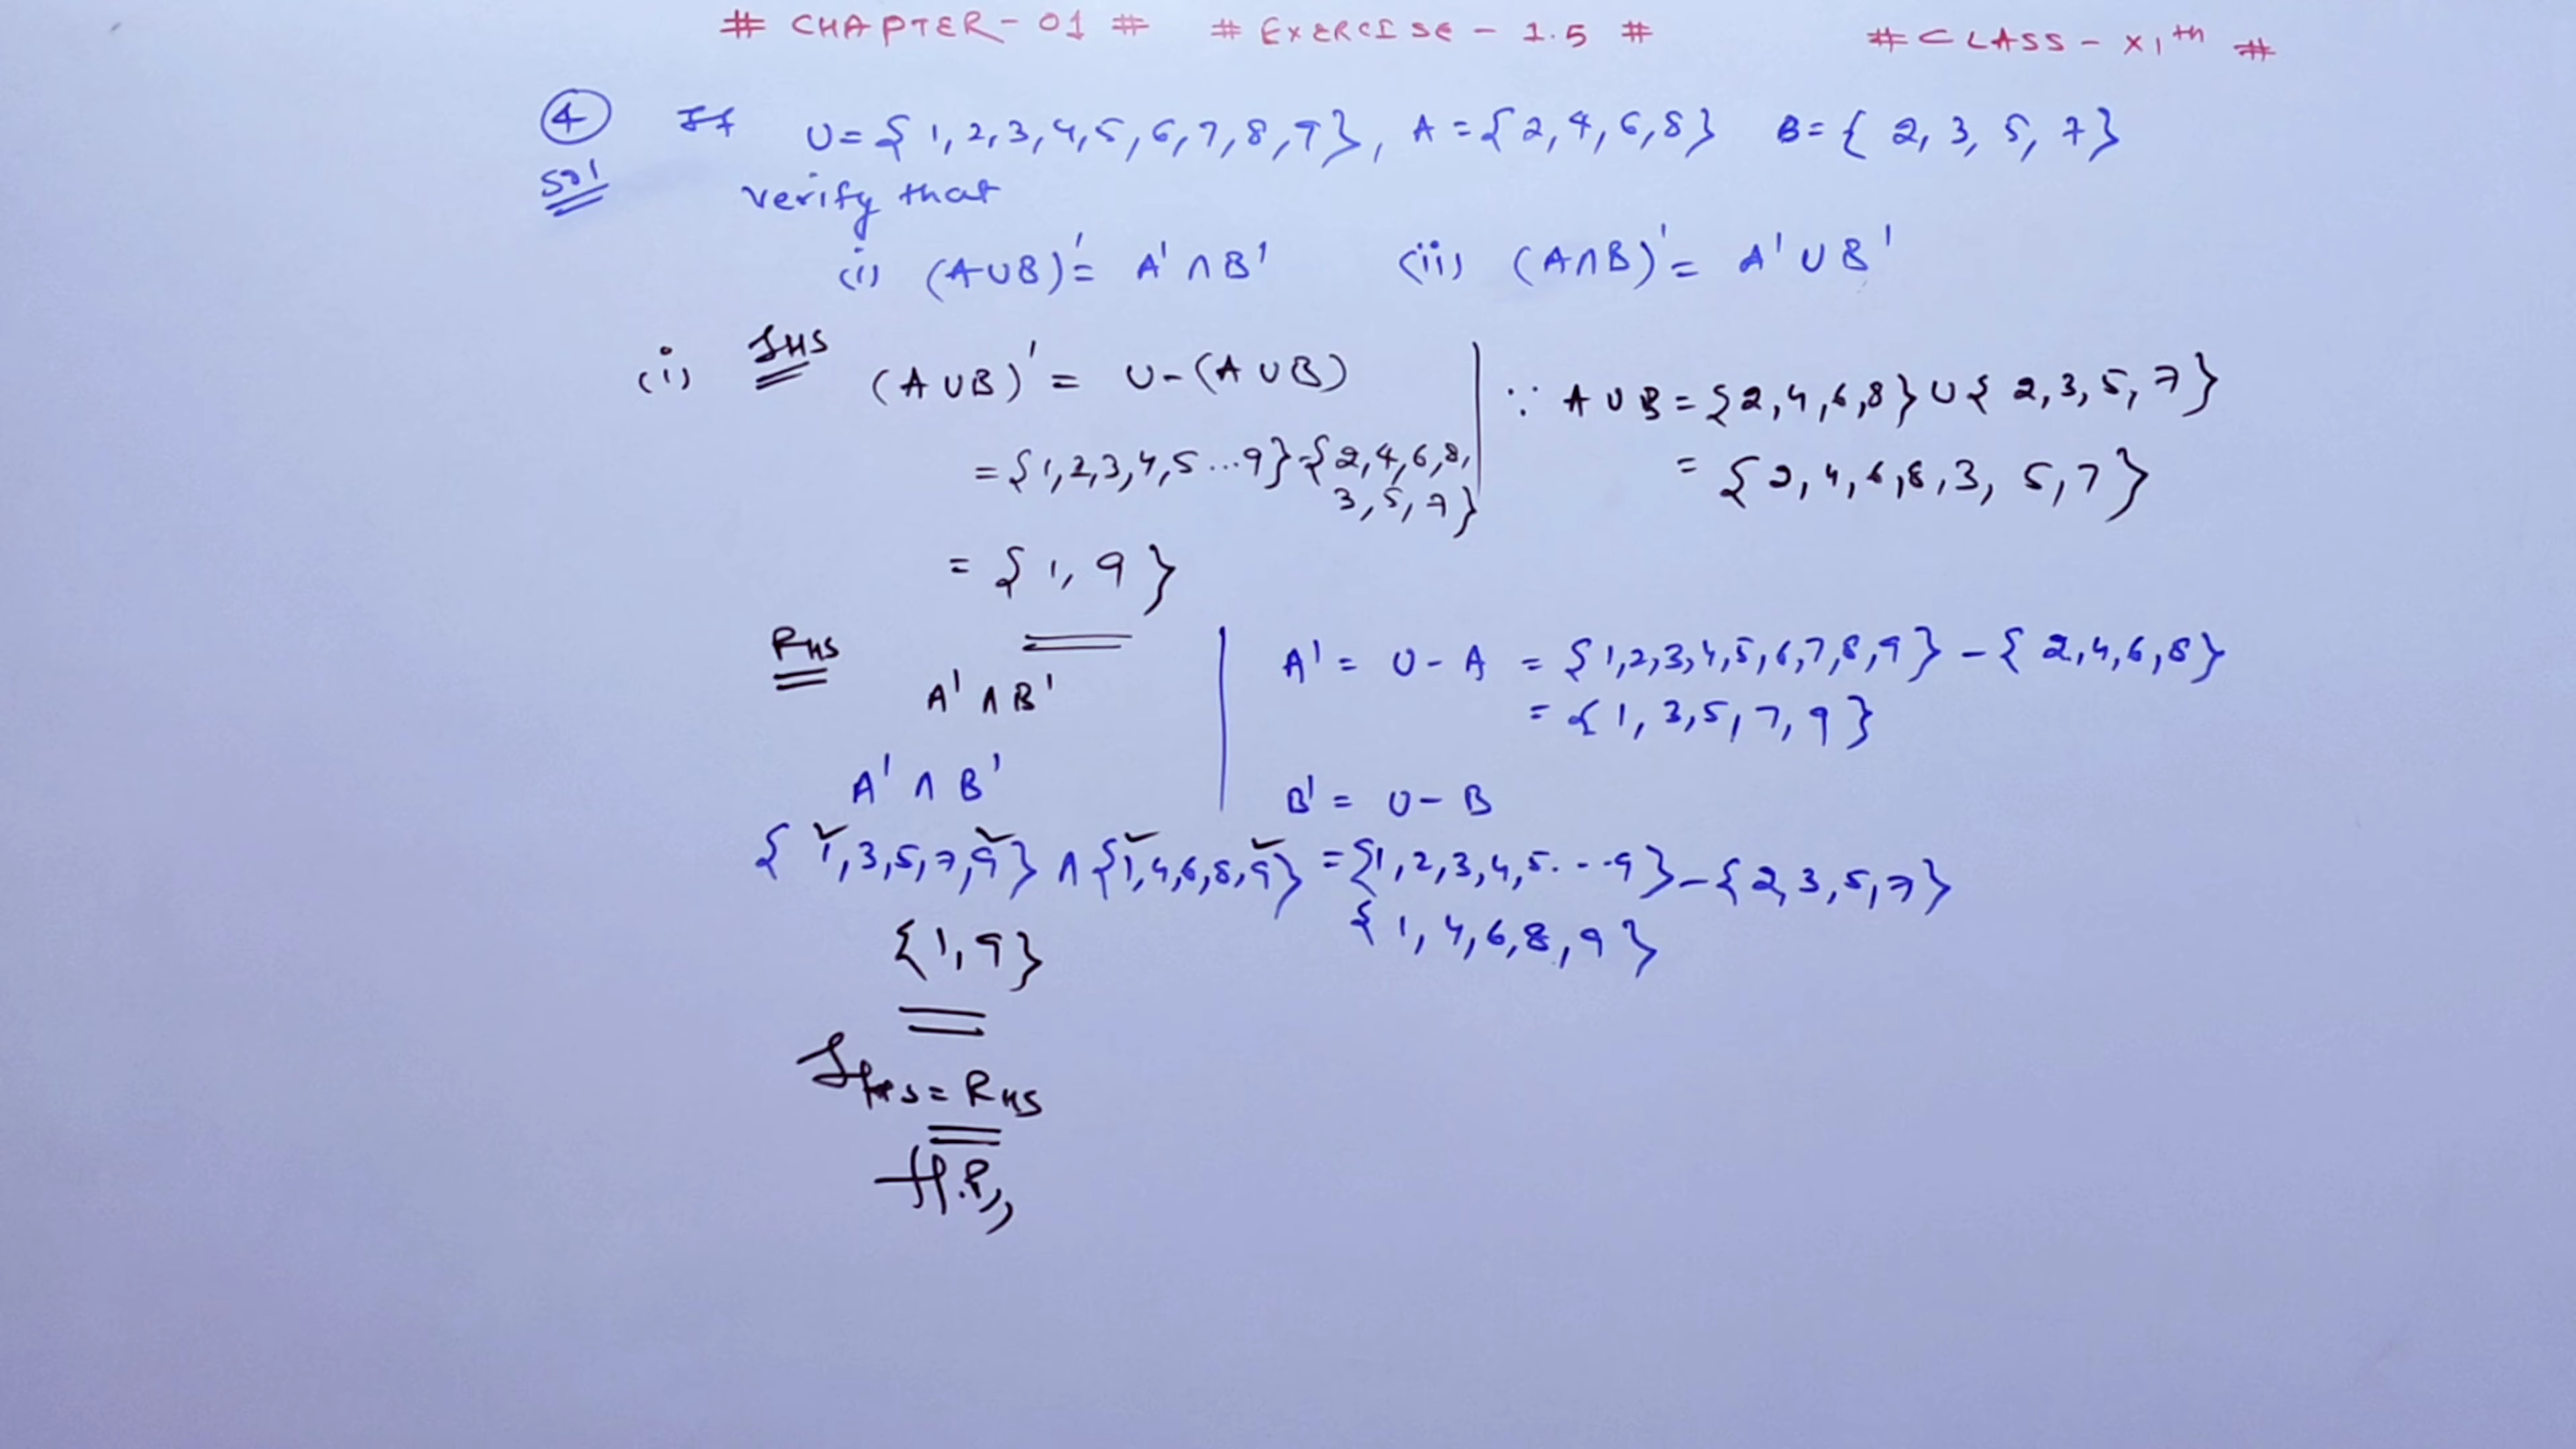 # CHAPTER - 01 # # EXERCISE - 1.5 # # CLASS - XIth #
④ If U = { 1, 2, 3, 4, 5, 6, 7, 8, 9 }, A = { 2, 4, 6, 8 } B = { 2, 3, 5, 7 }
Sol verify that
(i) (A∪B)' = A' ∩ B' (ii) (A∩B)' = A' ∪ B'
(i) LHS (A∪B)' = U - (A∪B)
= { 1, 2, 3, 4, 5 ... 9 } - { 2, 4, 6, 8,
3, 5, 7 }
= { 1, 9 }
∵ A∪B = { 2, 4, 6, 8 } ∪ { 2, 3, 5, 7 }
= { 2, 4, 6, 8, 3, 5, 7 }
RHS
A' ∩ B'
A' = U - A = { 1, 2, 3, 4, 5, 6, 7, 8, 9 } - { 2, 4, 6, 8 }
= { 1, 3, 5, 7, 9 }
A' ∩ B'
B' = U - B
{ 1, 3, 5, 7, 9 } ∩ { 1, 4, 6, 8, 9 }
= { 1, 2, 3, 4, 5. - - 9 } - { 2, 3, 5, 7 }
{ 1, 4, 6, 8, 9 }
{ 1, 9 }
LHS = RHS
H.P,,